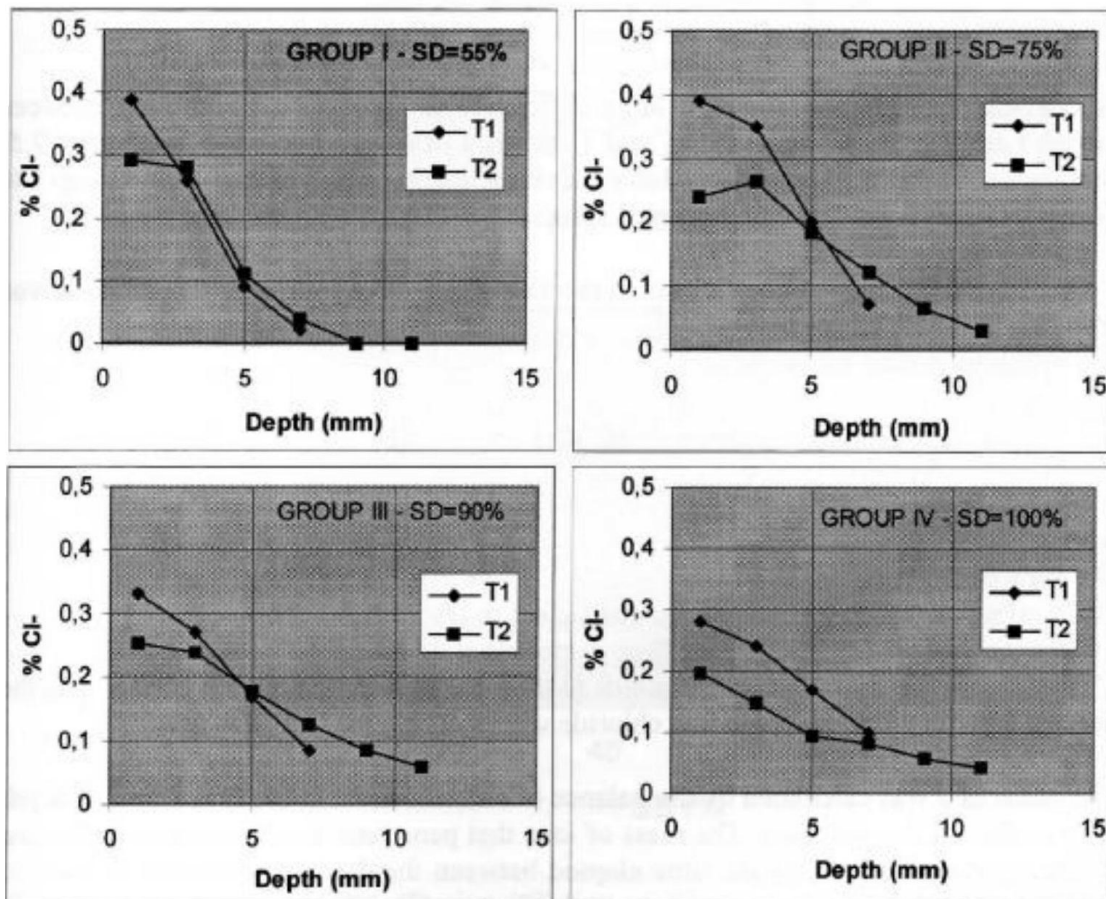 GROUP I - SD=55%
0,5
0,4
0,3
0,2
0,1
0
% Cl-
T1
T2
0 5 10 15
Depth (mm)
GROUP II - SD=75%
0,5
0,4
0,3
0,2
0,1
0
% Cl-
T1
T2
0 5 10 15
Depth (mm)
GROUP III - SD=90%
0,5
0,4
0,3
0,2
0,1
0
% Cl-
T1
T2
0 5 10 15
Depth (mm)
GROUP IV - SD=100%
0,5
0,4
0,3
0,2
0,1
0
% Cl-
T1
T2
0 5 10 15
Depth (mm)